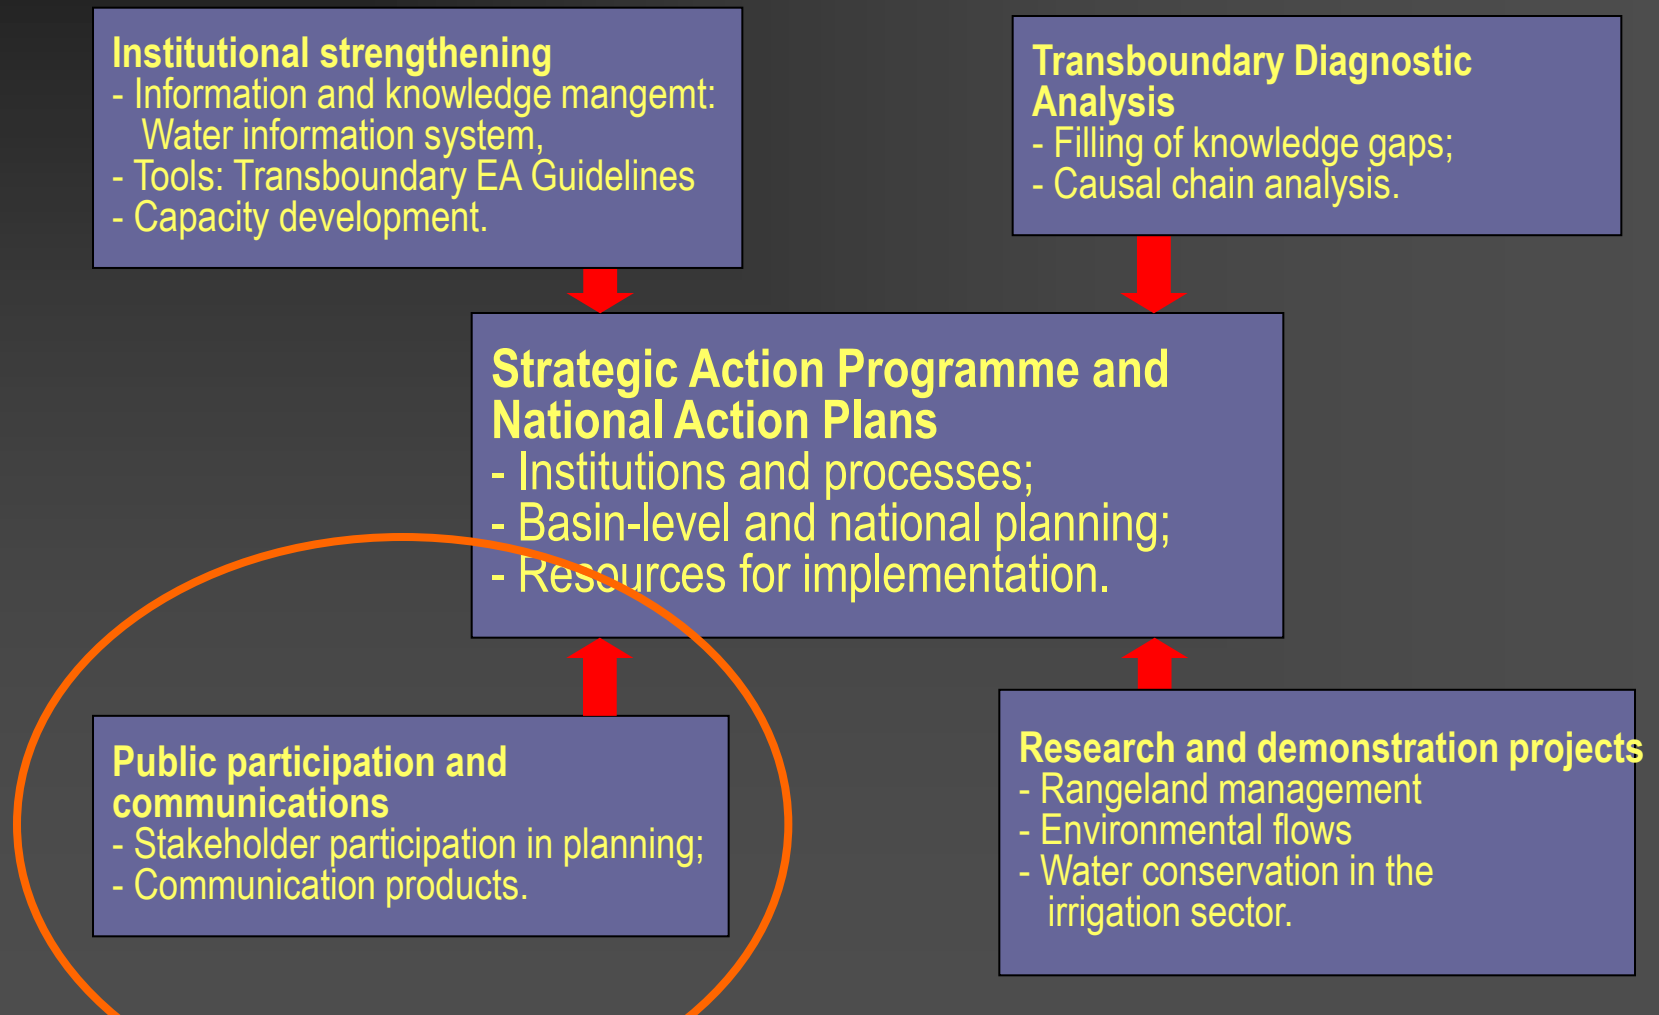 Institutional strengthening
- Information and knowledge mangemt:
Water information system,
- Tools: Transboundary EA Guidelines
- Capacity development.
Transboundary Diagnostic
Analysis
- Filling of knowledge gaps;
- Causal chain analysis.
Strategic Action Programme and
National Action Plans
- Institutions and processes;
- Basin-level and national planning;
- Resources for implementation.
Public participation and
communications
- Stakeholder participation in planning;
- Communication products.
Research and demonstration projects
- Rangeland management
- Environmental flows
- Water conservation in the
irrigation sector.